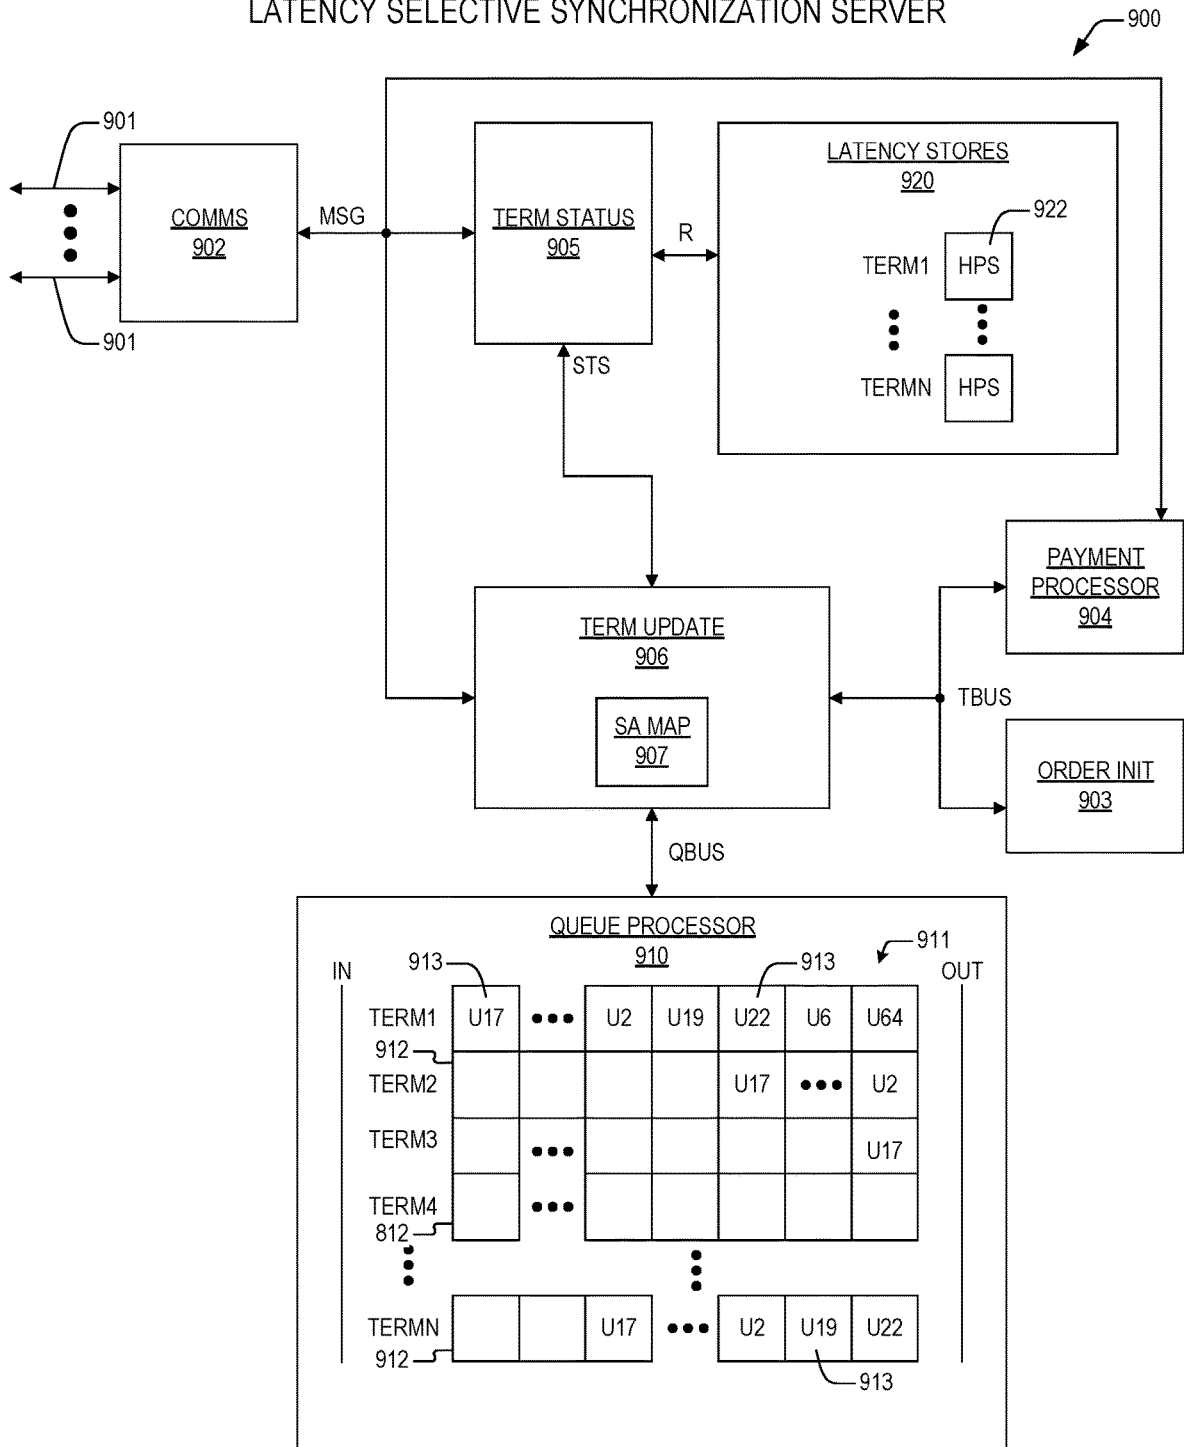 LATENCY SELECTIVE SYNCHRONIZATION SERVER
900
901
901
COMMS
902
MSG
TERM STATUS
905
R
LATENCY STORES
920
922
TERM1 HPS
TERMN HPS
STS
PAYMENT
PROCESSOR
904
TERM UPDATE
906
SA MAP
907
TBUS
ORDER INIT
903
QBUS
QUEUE PROCESSOR
910
911
IN
913
913
OUT
TERM1 U17 U2 U19 U22 U6 U64
912
TERM2 U17 U2
TERM3 U17
TERM4
812
TERMN U17 U2 U19 U22
912
913